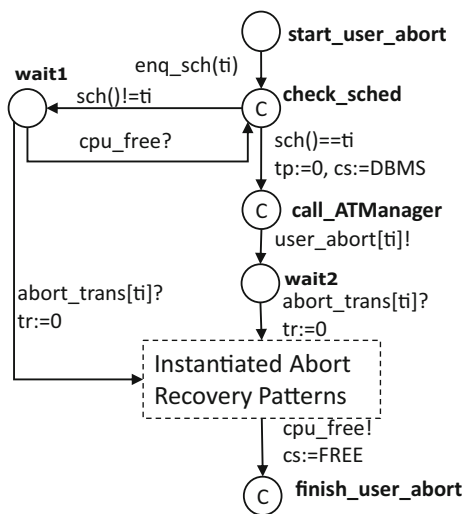 start_user_abort
enq_sch(ti)
wait1
sch()!=ti
C
check_sched
cpu_free?
sch()==ti
tp:=0, cs:=DBMS
C
call_ATManager
user_abort[ti]!
wait2
abort_trans[ti]?
tr:=0
abort_trans[ti]?
tr:=0
Instantiated Abort
Recovery Patterns
cpu_free!
cs:=FREE
C
finish_user_abort